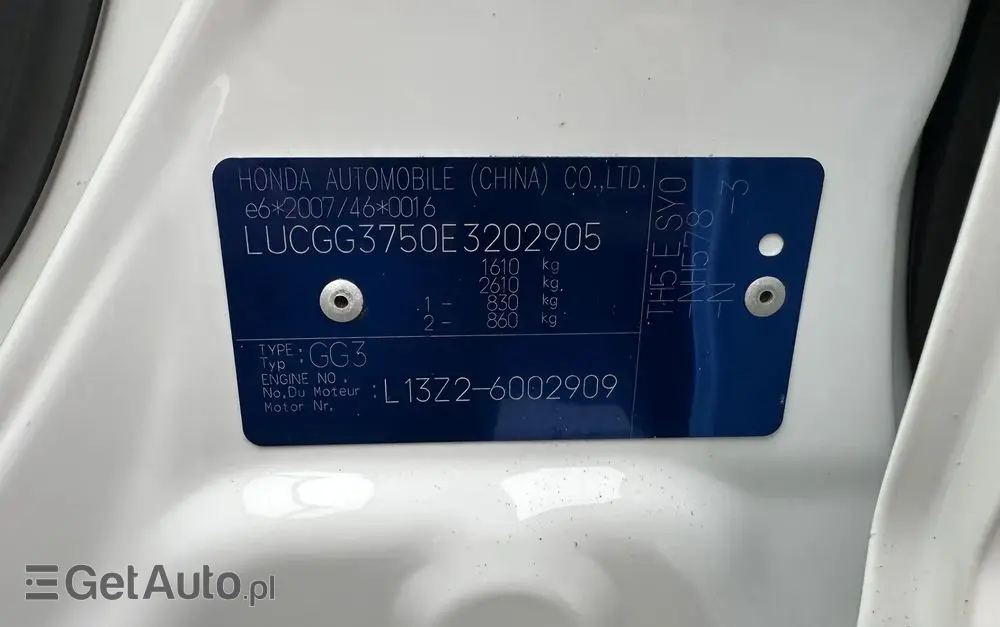 HONDA AUTOMOBILE (CHINA) CO.,LTD.
e6*2007/46*0016
LUCGG3750E3202905
1610 kg
2610 kg
1- 830 kg
2- 860 kg
TYPE :
Typ : GG3
ENGINE NO.
No.Du Moteur : L13Z2-6002909
Motor Nr.
TH5 E SY0
NH578
N -3
GetAuto.pl